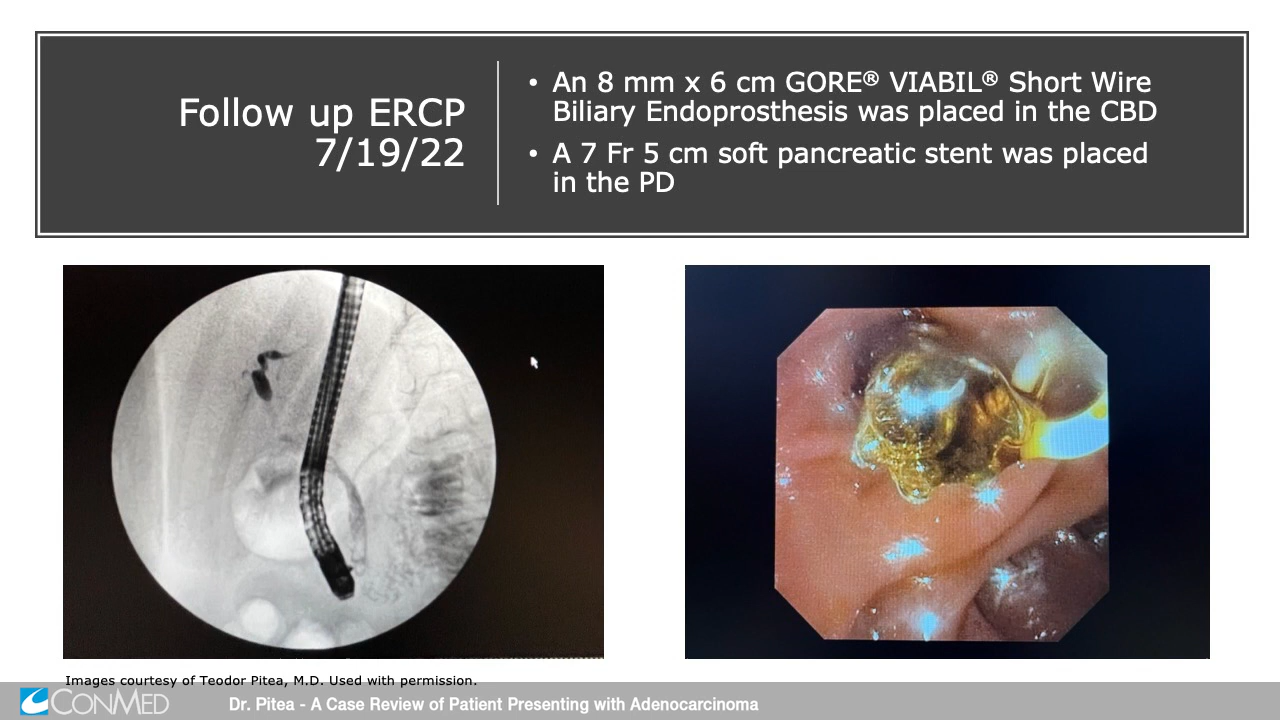 Follow up ERCP
7/19/22
• An 8 mm x 6 cm GORE® VIABIL® Short Wire
Biliary Endoprosthesis was placed in the CBD
• A 7 Fr 5 cm soft pancreatic stent was placed
in the PD
Images courtesy of Teodor Pitea, M.D. Used with permission.
CONMED
Dr. Pitea - A Case Review of Patient Presenting with Adenocarcinoma